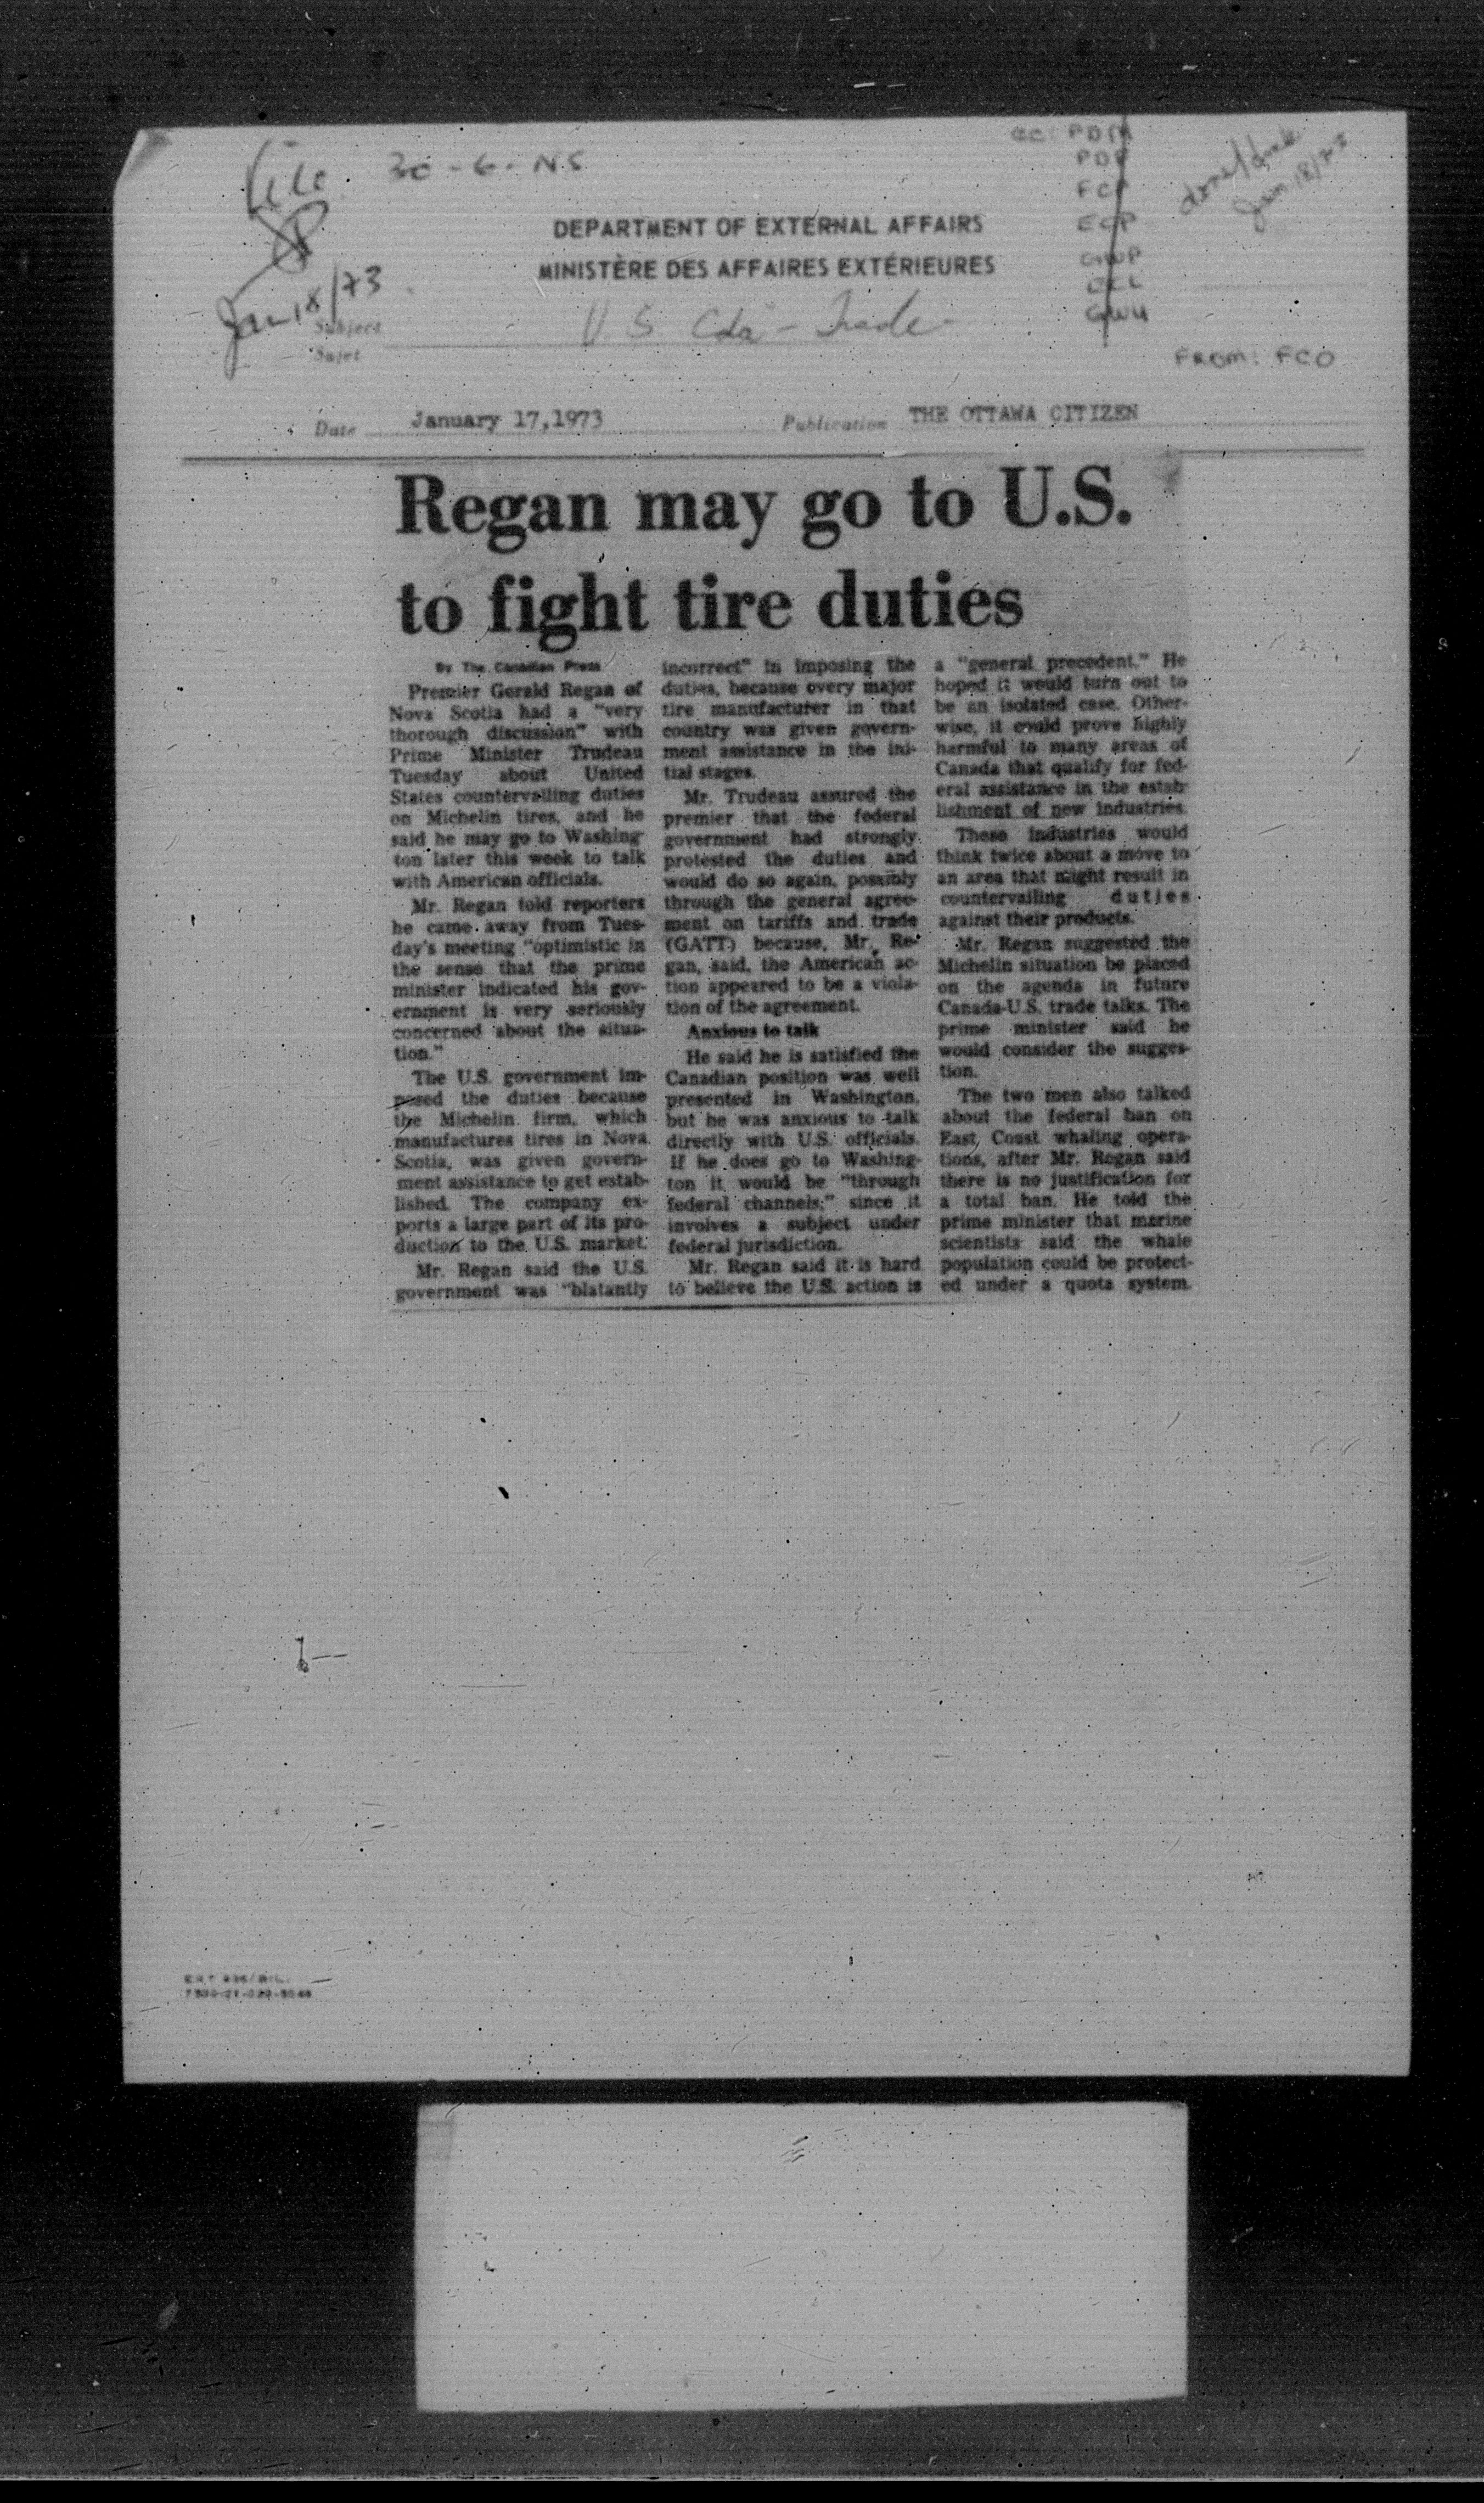 File 30-6-NS
Jan 18/73
cc: PDM
PDF
FCP
ECP
GWP
ECL
GWU
Jan 18/73
FROM: FCO
DEPARTMENT OF EXTERNAL AFFAIRS
MINISTÈRE DES AFFAIRES EXTÉRIEURES
Subject
Sujet
U.S. Cda - Trade
Date January 17,1973 Publication THE OTTAWA CITIZEN
Regan may go to U.S.
to fight tire duties
By The Canadian Press
Premier Gerald Regan of
Nova Scotia had a "very
thorough discussion" with
Prime Minister Trudeau
Tuesday about United
States countervailing duties
on Michelin tires, and he
said he may go to Washing
ton later this week to talk
with American officials.
Mr. Regan told reporters
he came away from Tues-
day's meeting "optimistic in
the sense that the prime
minister indicated his gov-
ernment is very seriously
concerned about the situa-
tion."
The U.S. government im-
posed the duties because
the Michelin firm, which
manufactures tires in Nova
Scotia, was given govern-
ment assistance to get estab-
lished. The company ex-
ports a large part of its pro-
duction to the U.S. market.
Mr. Regan said the U.S.
government was "blatantly
incorrect" in imposing the
duties, because every major
tire manufacturer in that
country was given govern-
ment assistance in the ini-
tial stages.
Mr. Trudeau assured the
premier that the federal
government had strongly
protested the duties and
would do so again, possibly
through the general agree-
ment on tariffs and trade
(GATT) because, Mr. Re-
gan, said, the American ac-
tion appeared to be a viola-
tion of the agreement.
Anxious to talk
He said he is satisfied the
Canadian position was well
presented in Washington,
but he was anxious to talk
directly with U.S. officials.
If he does go to Washing-
ton it would be "through
federal channels;" since it
involves a subject under
federal jurisdiction.
Mr. Regan said it is hard
to believe the U.S. action is
a "general precedent." He
hoped it would turn out to
be an isolated case. Other-
wise, it could prove highly
harmful to many areas of
Canada that qualify for fed-
eral assistance in the estab-
lishment of new industries.
These industries would
think twice about a move to
an area that might result in
countervailing duties
against their products.
Mr. Regan suggested the
Michelin situation be placed
on the agenda in future
Canada-U.S. trade talks. The
prime minister said he
would consider the sugges-
tion.
The two men also talked
about the federal ban on
East Coast whaling opera-
tions, after Mr. Regan said
there is no justification for
a total ban. He told the
prime minister that marine
scientists said the whale
population could be protect-
ed under a quota system.